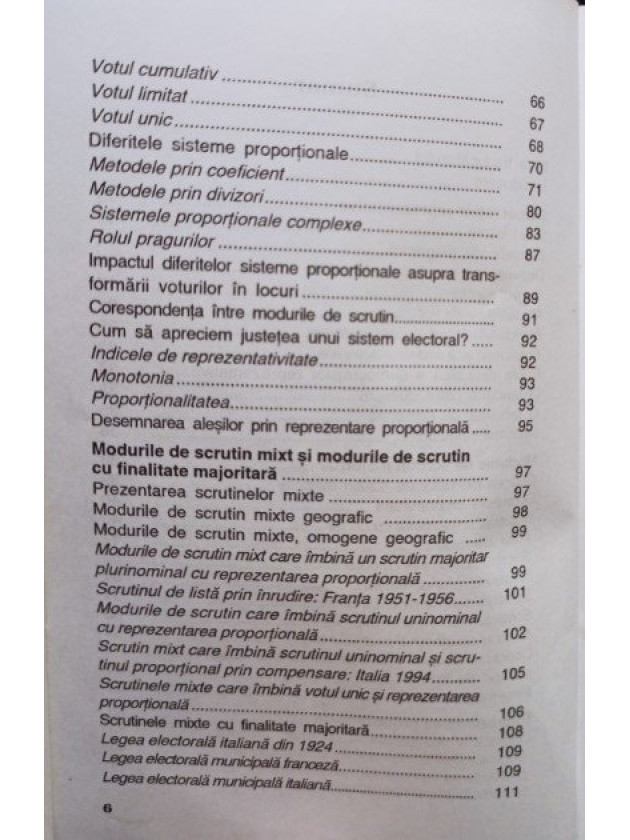 Votul cumulativ ........................................................ 66
Votul limitat ............................................................ 67
Votul unic ............................................................... 68
Diferitele sisteme proporționale .............................. 70
Metodele prin coeficient .......................................... 71
Metodele prin divizori .............................................. 80
Sistemele proporționale complexe ......................... 83
Rolul pragurilor ....................................................... 87
Impactul diferitelor sisteme proporționale asupra trans-
formării voturilor în locuri ....................................... 89
Corespondența între modurile de scrutin .................... 91
Cum să apreciem justețea unui sistem electoral? ..... 92
Indicele de reprezentativitate .................................. 92
Monotonia .............................................................. 93
Proporționalitatea .................................................... 93
Desemnarea aleșilor prin reprezentare proporțională ..... 95
Modurile de scrutin mixt și modurile de scrutin
cu finalitate majoritară ........................................... 97
Prezentarea scrutinelor mixte ................................. 97
Modurile de scrutin mixte geografic ..................... 98
Modurile de scrutin mixte, omogene geografic ..... 99
Modurile de scrutin mixt care îmbină un scrutin majoritar
plurinominal cu reprezentarea proporțională ............. 99
Scrutinul de listă prin înrudire: Franța 1951-1956 ....... 101
Modurile de scrutin care îmbină scrutinul uninominal
cu reprezentarea proporțională ................................ 102
Scrutin mixt care îmbină scrutinul uninominal și scru-
tinul proporțional prin compensare: Italia 1994 .......... 105
Scrutinele mixte care îmbină votul unic și reprezentarea
proporțională ........................................................... 106
Scrutinele mixte cu finalitate majoritară ..................... 108
Legea electorală italiană din 1924 ............................ 109
Legea electorală municipală franceză ........................ 109
Legea electorală municipală italiană .......................... 111
6